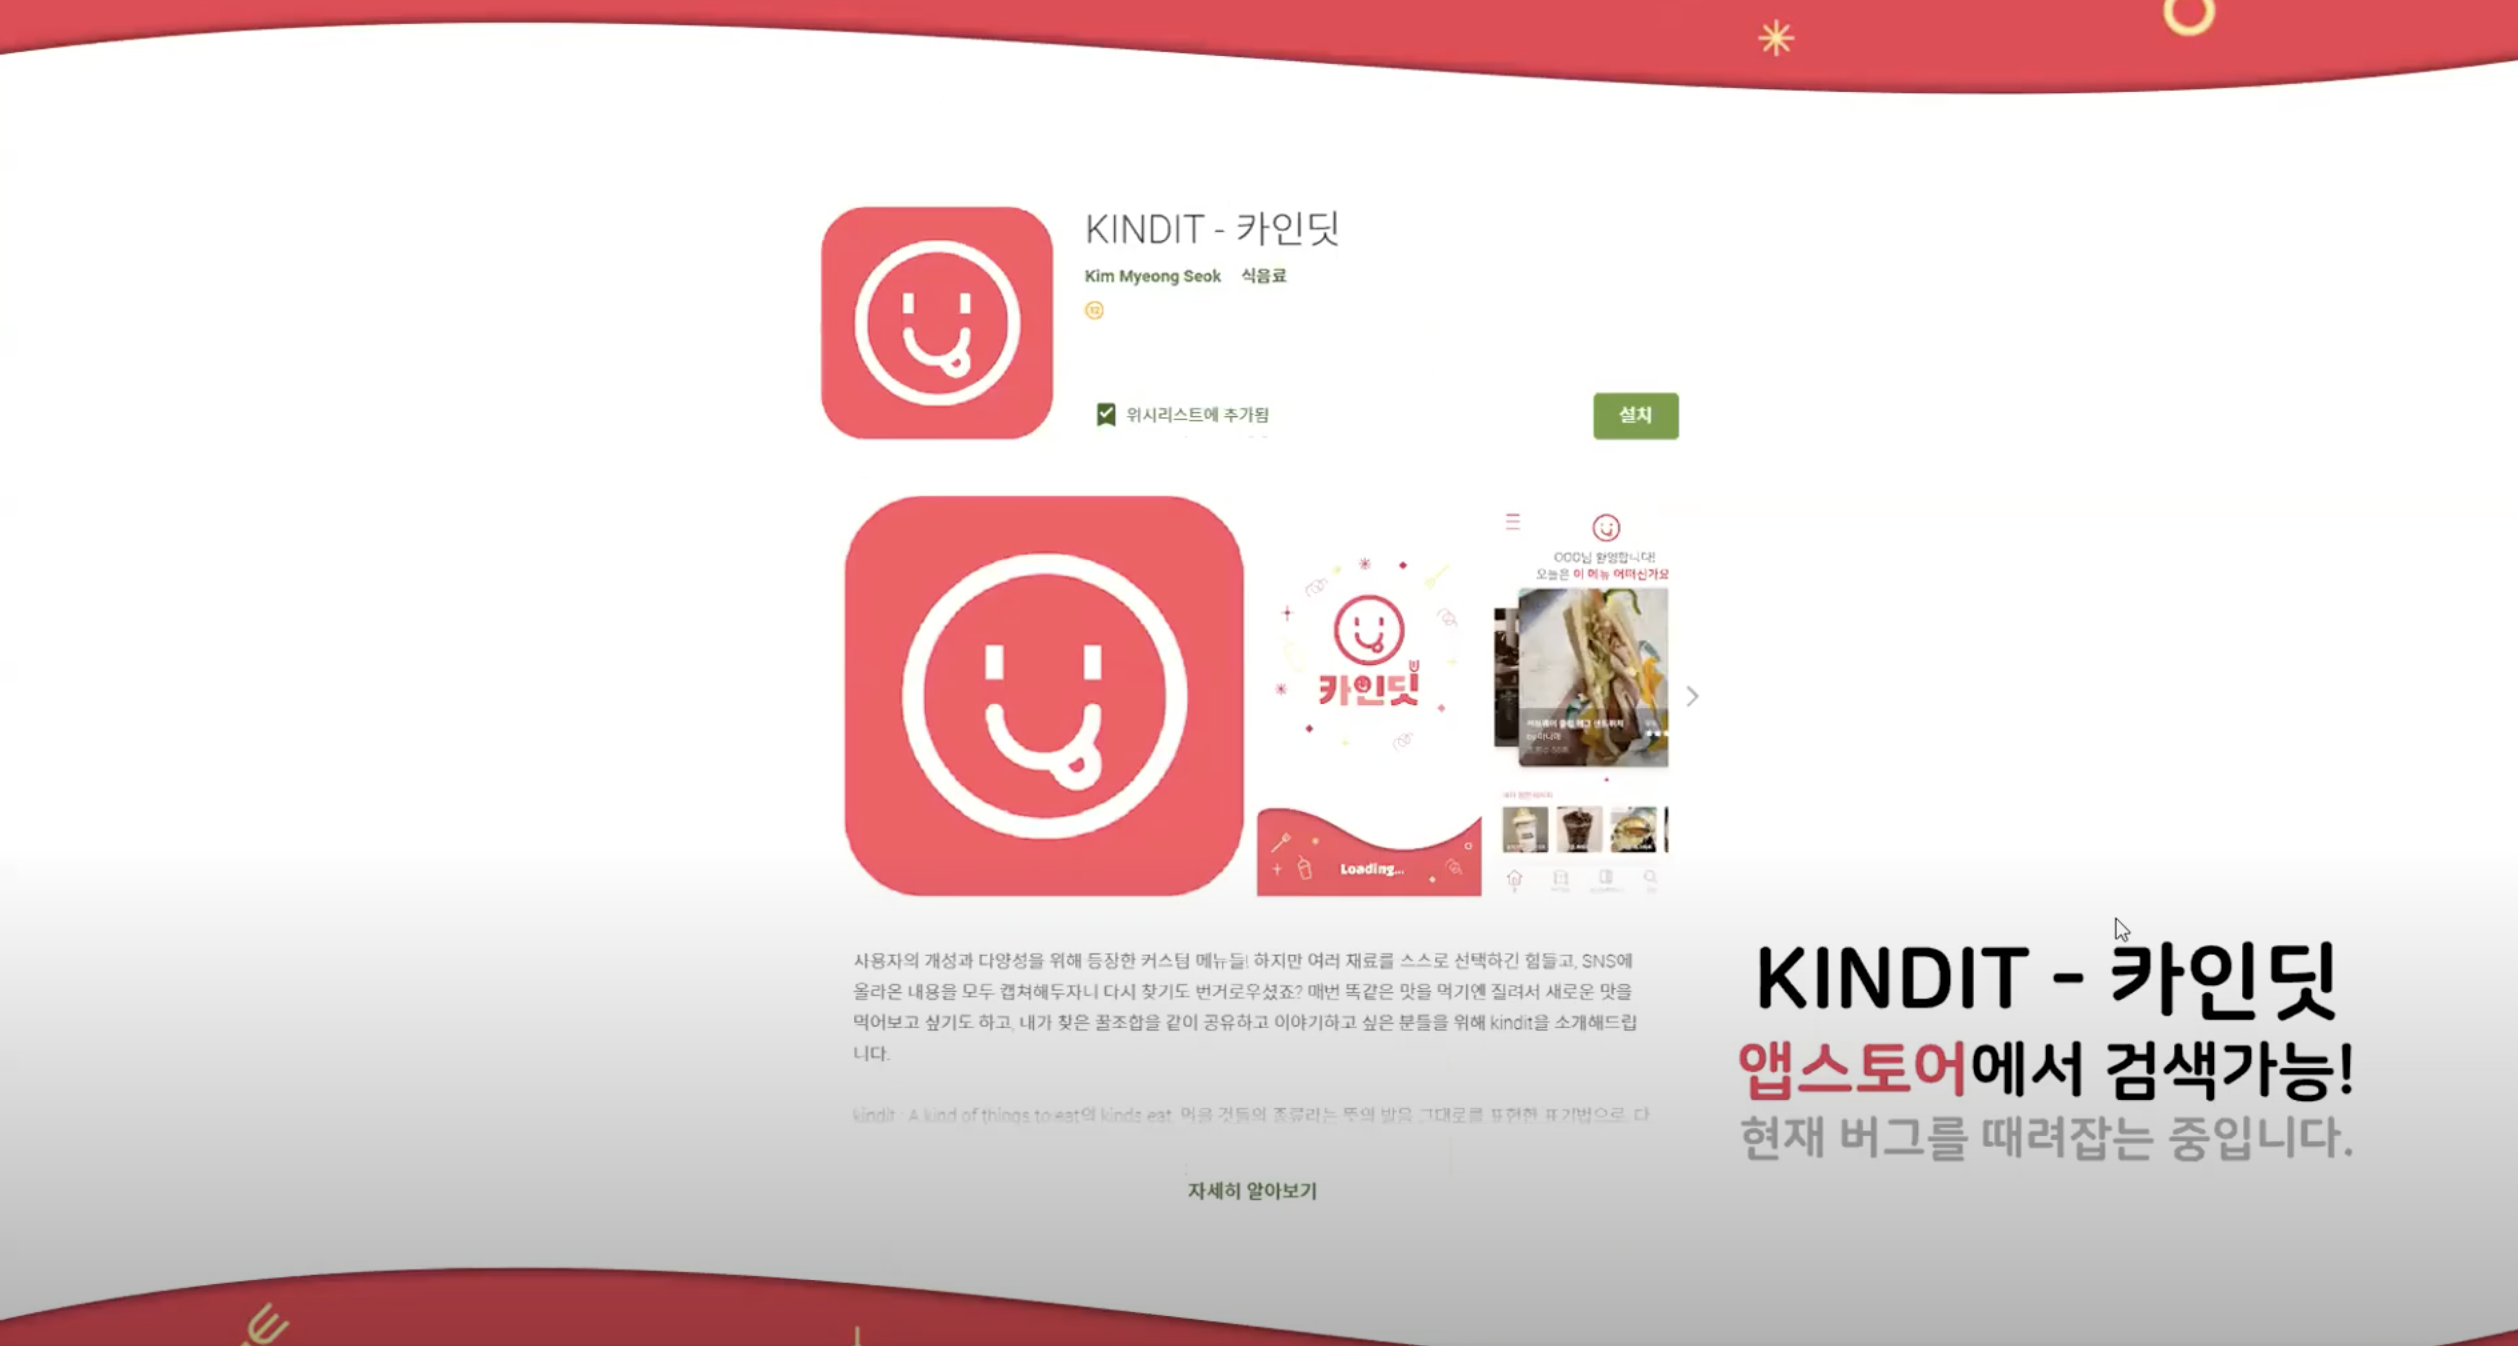 KINDIT - 카인딧
Kim Myeong Seok 식음료
12
위시리스트에 추가됨
설치
카인딧
Loading...
OOO님 환영합니다!
오늘은 이 메뉴 어떠신가요
by 마니아
사용자의 개성과 다양성을 위해 등장한 커스텀 메뉴들! 하지만 여러 재료를 스스로 선택하긴 힘들고, SNS에
올라온 내용을 모두 캡쳐해두자니 다시 찾기도 번거로우셨죠? 매번 똑같은 맛을 먹기엔 질려서 새로운 맛을
먹어보고 싶기도 하고, 내가 찾은 꿀조합을 같이 공유하고 이야기하고 싶은 분들을 위해 kindit을 소개해드립
니다.
kindit : A kind of things to eat의 kinds eat. 먹을 것들의 종류라는 뜻의 발음 그대로를 표현한 표기법으로, 다
자세히 알아보기
KINDIT - 카인딧
앱스토어에서 검색가능!
현재 버그를 때려잡는 중입니다.